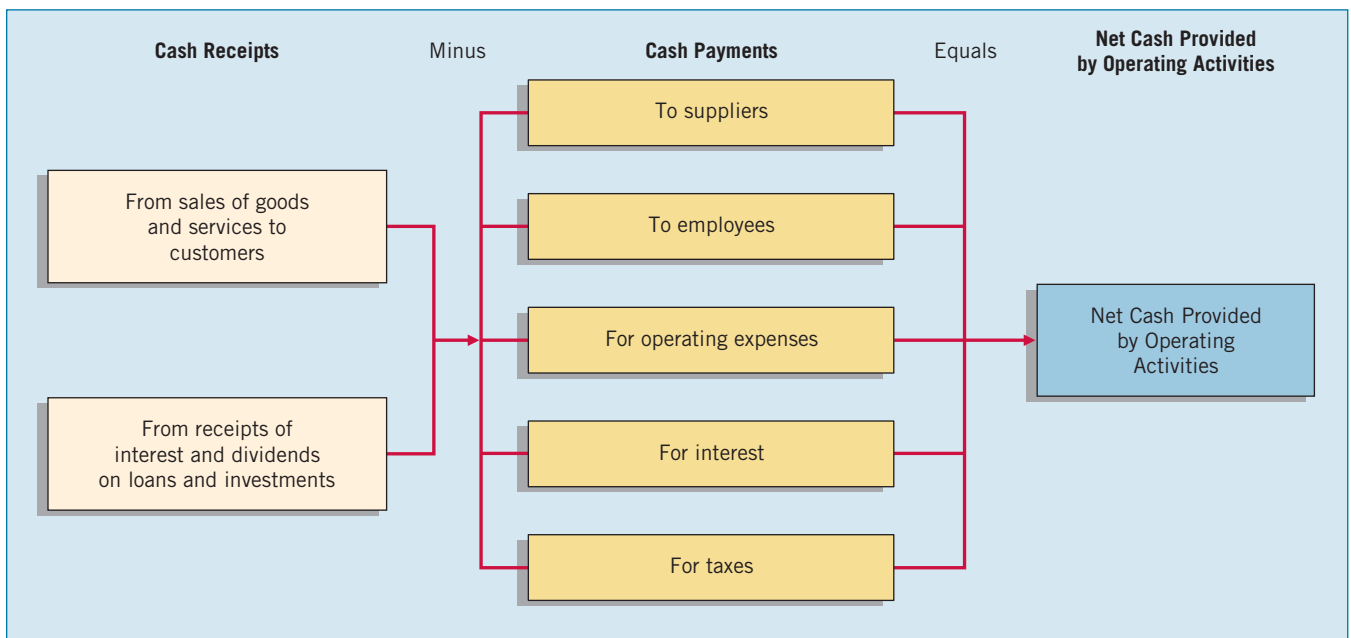 Cash Receipts
Minus
Cash Payments
Equals
Net Cash Provided
by Operating Activities
From sales of goods
and services to
customers
From receipts of
interest and dividends
on loans and investments
To suppliers
To employees
For operating expenses
For interest
For taxes
Net Cash Provided
by Operating
Activities